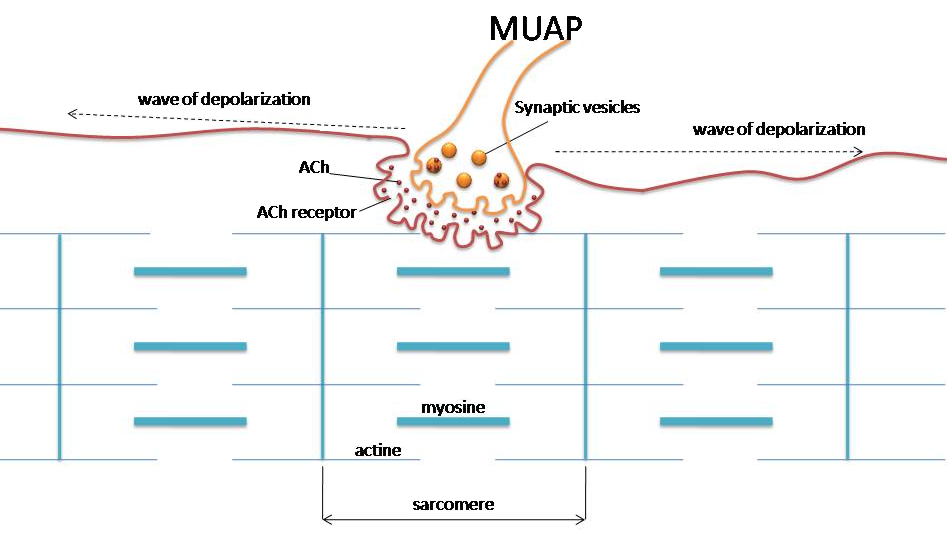 MUAP
wave of depolarization
Synaptic vesicles
wave of depolarization
ACh
ACh receptor
myosine
actine
sarcomere